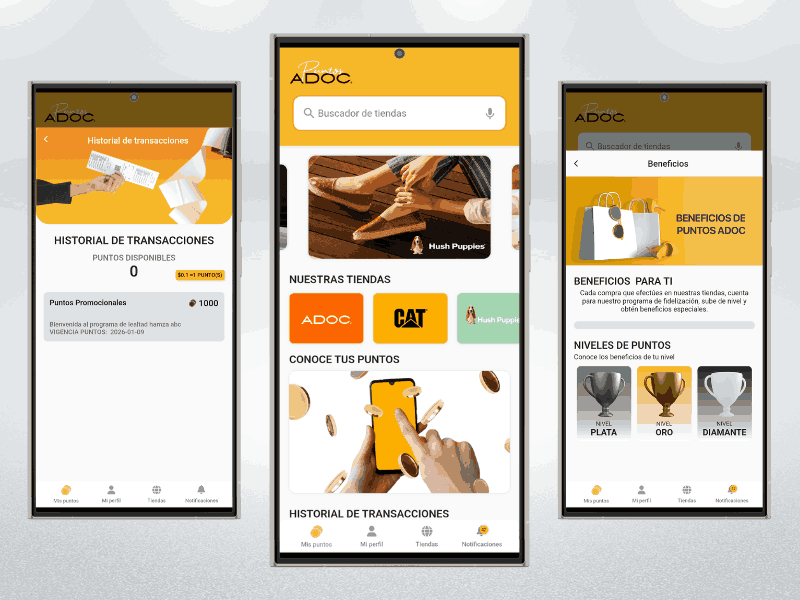 Puntos
ADOC
Historial de transacciones
HISTORIAL DE TRANSACCIONES
PUNTOS DISPONIBLES
0
$0.1 =1 PUNTO(S)
Puntos Promocionales
1000
Bienvenida al programa de lealtad hamza abc
VIGENCIA PUNTOS: 2026-01-09
Mis puntos
Mi perfil
Tiendas
Notificaciones
Puntos
ADOC
Buscador de tiendas
Hush Puppies
NUESTRAS TIENDAS
ADOC
CAT
Hush Puppie
CONOCE TUS PUNTOS
HISTORIAL DE TRANSACCIONES
Mis puntos
Mi perfil
Tiendas
Notificaciones
Puntos
ADOC
Buscador de tiendas
Beneficios
BENEFICIOS DE
PUNTOS ADOC
BENEFICIOS PARA TI
Cada compra que efectúes en nuestras tiendas, cuenta
para nuestro programa de fidelización, sube de nivel y
obtén beneficios especiales.
NIVELES DE PUNTOS
Conoce los beneficios de tu nivel
NIVEL
PLATA
NIVEL
ORO
NIVEL
DIAMANTE
Mis puntos
Mi perfil
Tiendas
Notificaciones